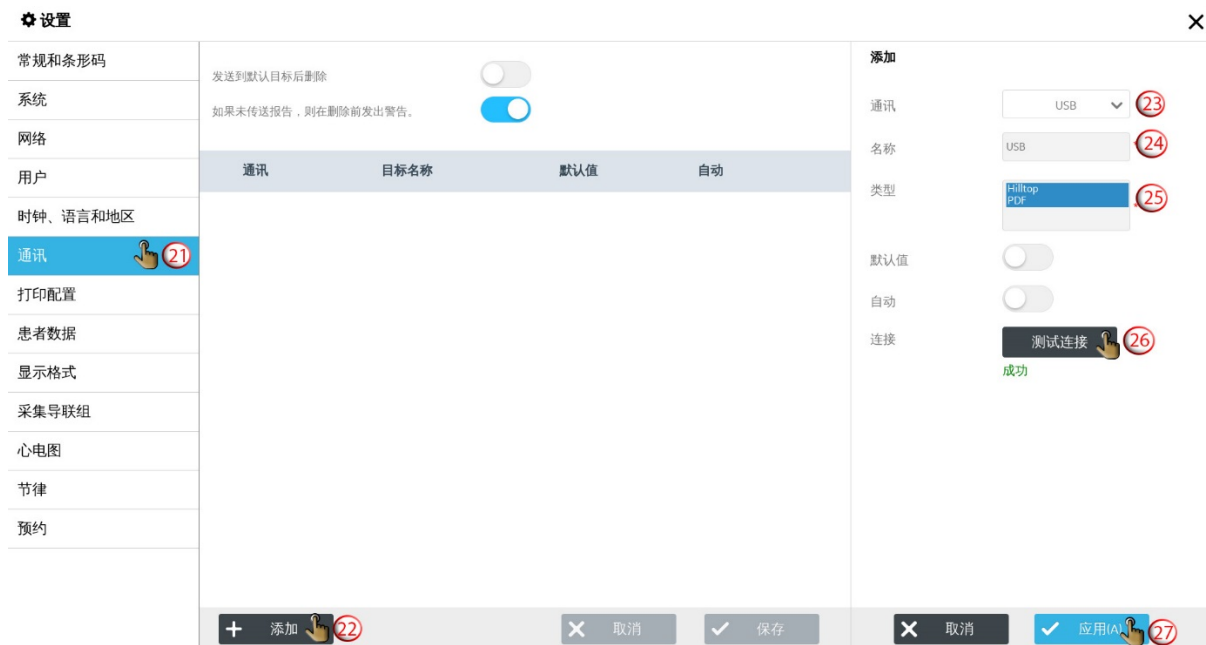 设置
常规和条形码
系统
网络
用户
时钟、语言和地区
通讯
21
打印配置
患者数据
显示格式
采集导联组
心电图
节律
预约
发送到默认目标后删除
如果未传送报告，则在删除前发出警告。
通讯 目标名称 默认值 自动
添加
22
取消
保存
添加
通讯 USB 23
名称 USB 24
类型 Hilltop
PDF
25
默认值
自动
连接 测试连接 26
成功
取消
应用(A) 27